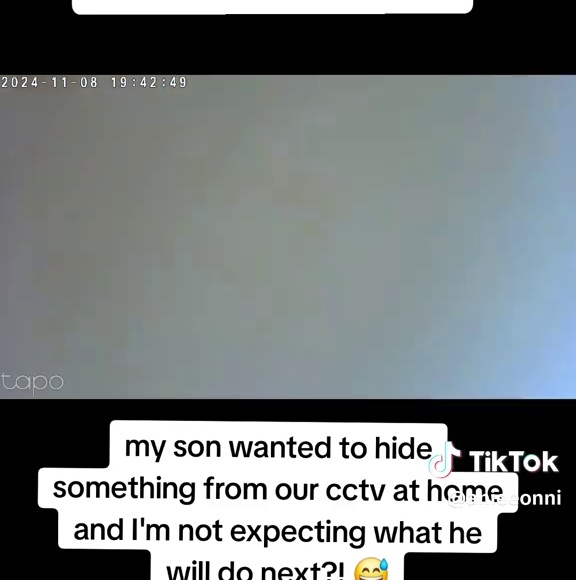 2024-11-08 19:42:49
tapo
my son wanted to hide
TikTok
something from our cctv at home
and I'm not expecting what he
will do next?! 😅